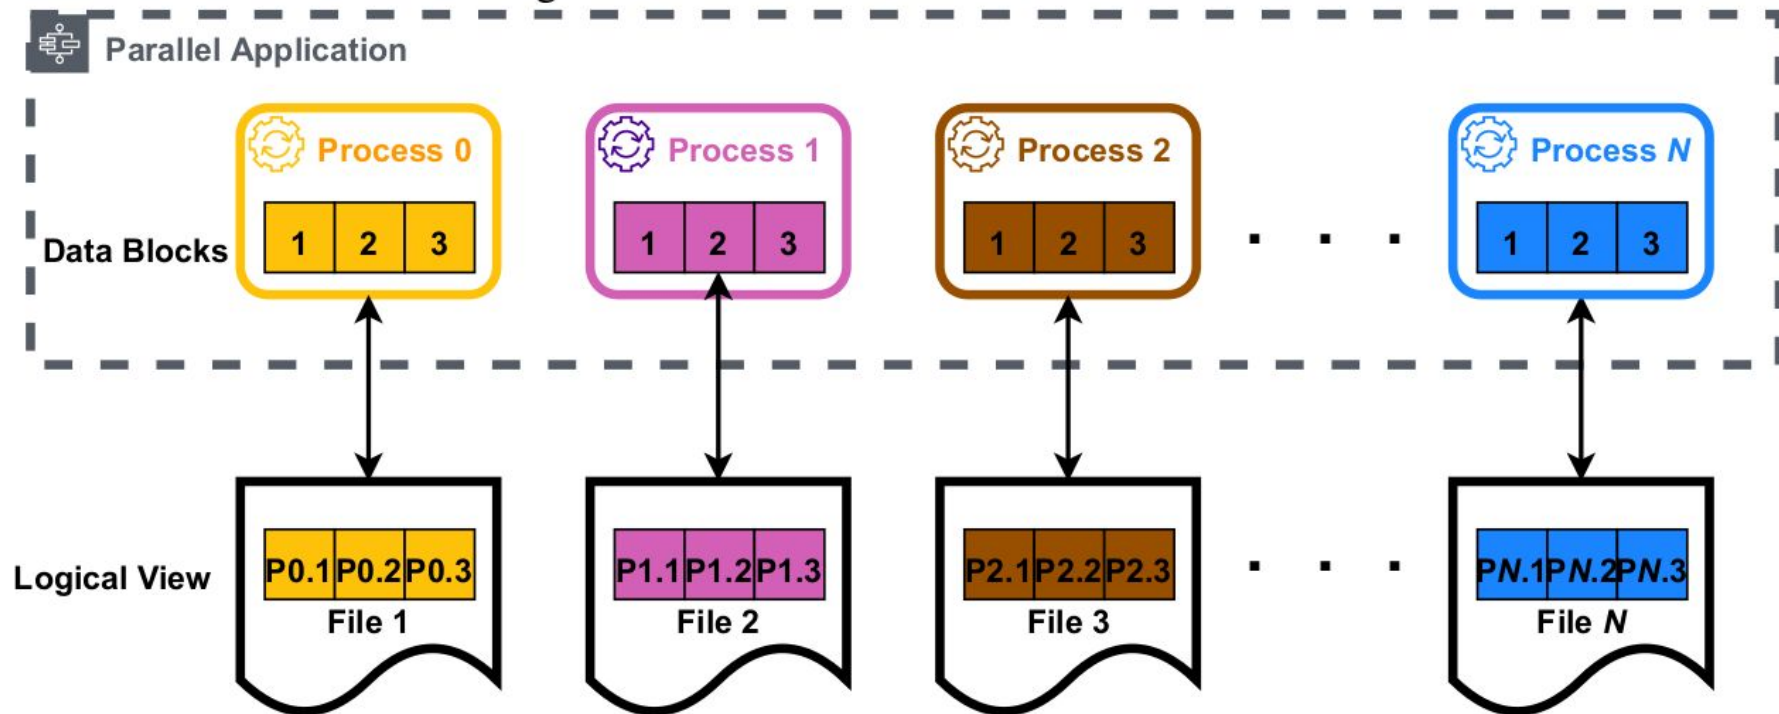 Parallel Application
Process 0 Process 1 Process 2 Process N
Data Blocks 1 2 3 1 2 3 1 2 3 . . . 1 2 3
Logical View P0.1 P0.2 P0.3 P1.1 P1.2 P1.3 P2.1 P2.2 P2.3 . . . PN.1 PN.2 PN.3
File 1 File 2 File 3 File N